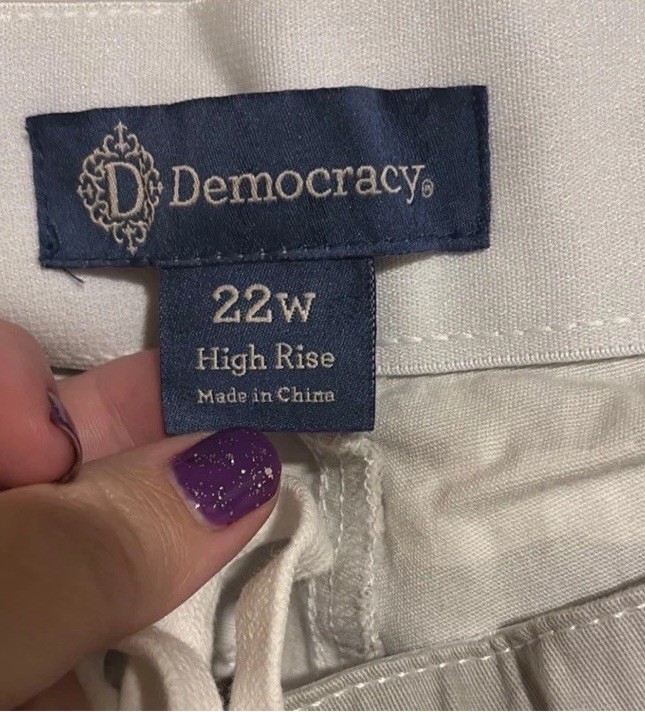 D Democracy®
22W
High Rise
Made in China